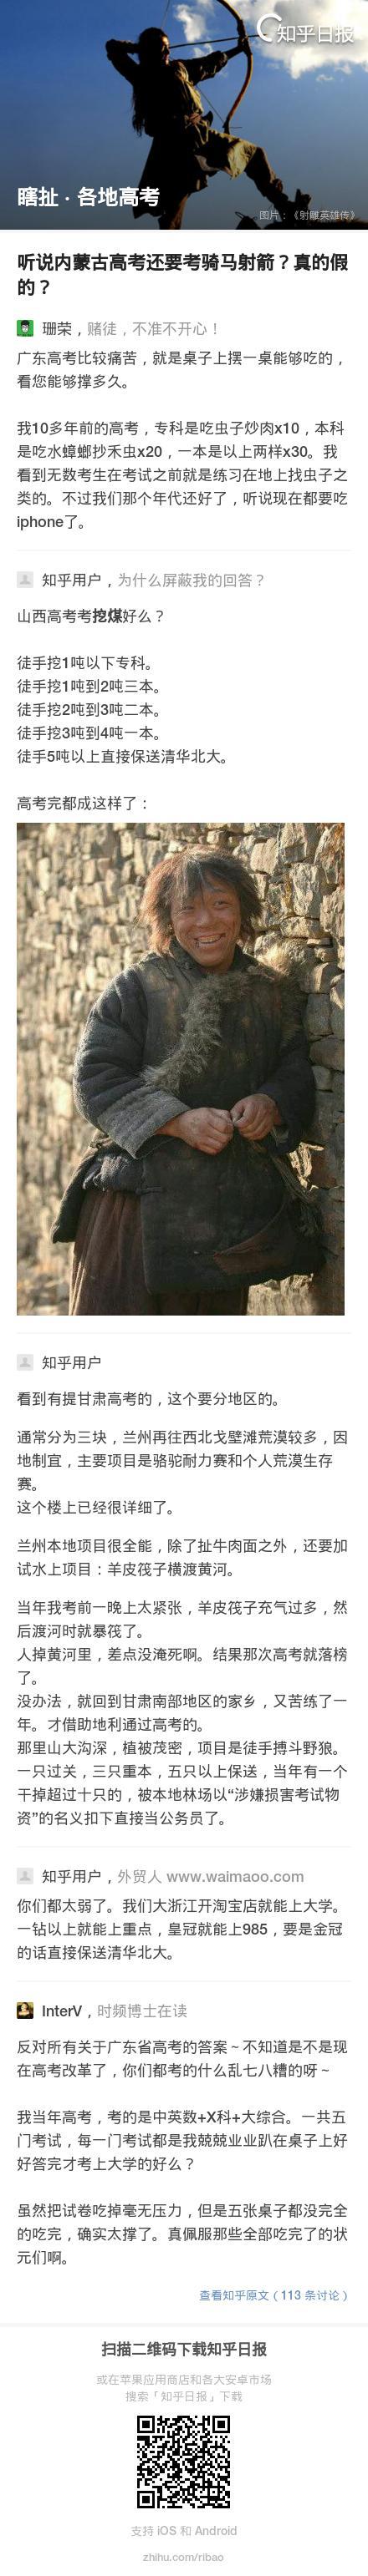 知乎日报
瞎扯 · 各地高考
图片：《射雕英雄传》
听说内蒙古高考还要考骑马射箭？真的假
的？
珊荣，赌徒，不准不开心！
广东高考比较痛苦，就是桌子上摆一桌能够吃的，
看您能够撑多久。
我10多年前的高考，专科是吃虫子炒肉x10，本科
是吃水蟑螂抄禾虫x20，一本是以上两样x30。我
看到无数考生在考试之前就是练习在地上找虫子之
类的。不过我们那个年代还好了，听说现在都要吃
iphone了。
知乎用户，为什么屏蔽我的回答？
山西高考考挖煤好么？
徒手挖1吨以下专科。
徒手挖1吨到2吨三本。
徒手挖2吨到3吨二本。
徒手挖3吨到4吨一本。
徒手5吨以上直接保送清华北大。
高考完都成这样了：
知乎用户
看到有提甘肃高考的，这个要分地区的。
通常分为三块，兰州再往西北戈壁滩荒漠较多，因
地制宜，主要项目是骆驼耐力赛和个人荒漠生存
赛。
这个楼上已经很详细了。
兰州本地项目很全能，除了扯牛肉面之外，还要加
试水上项目：羊皮筏子横渡黄河。
当年我考前一晚上太紧张，羊皮筏子充气过多，然
后渡河时就暴筏了。
人掉黄河里，差点没淹死啊。结果那次高考就落榜
了。
没办法，就回到甘肃南部地区的家乡，又苦练了一
年。才借助地利通过高考的。
那里山大沟深，植被茂密，项目是徒手搏斗野狼。
一只过关，三只重本，五只以上保送，当年有一个
干掉超过十只的，被本地林场以“涉嫌损害考试物
资”的名义扣下直接当公务员了。
知乎用户，外贸人 www.waimaoo.com
你们都太弱了。我们大浙江开淘宝店就能上大学。
一钻以上就能上重点，皇冠就能上985，要是金冠
的话直接保送清华北大。
InterV，时频博士在读
反对所有关于广东省高考的答案～不知道是不是现
在高考改革了，你们都考的什么乱七八糟的呀～
我当年高考，考的是中英数+X科+大综合。一共五
门考试，每一门考试都是我兢兢业业趴在桌子上好
好答完才考上大学的好么？
虽然把试卷吃掉毫无压力，但是五张桌子都没完全
的吃完，确实太撑了。真佩服那些全部吃完了的状
元们啊。
查看知乎原文（113 条讨论）
扫描二维码下载知乎日报
或在苹果应用商店和各大安卓市场
搜索「知乎日报」下载
支持 iOS 和 Android
zhihu.com/ribao